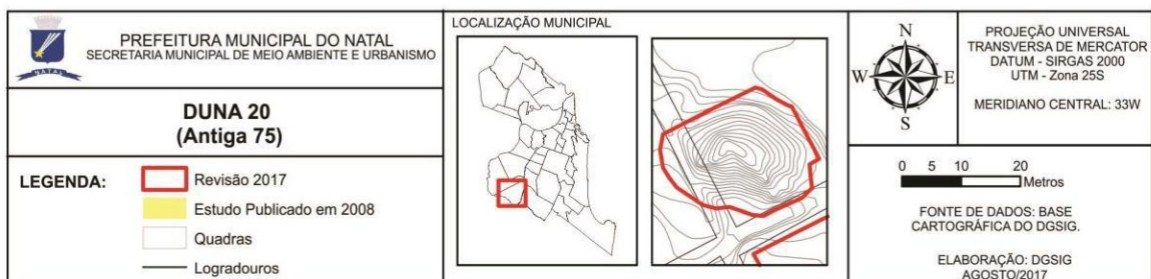 PREFEITURA MUNICIPAL DO NATAL
SECRETARIA MUNICIPAL DE MEIO AMBIENTE E URBANISMO
NATAL
DUNA 20
(Antiga 75)
LEGENDA:
Revisão 2017
Estudo Publicado em 2008
Quadras
Logradouros
LOCALIZAÇÃO MUNICIPAL
N
W E
S
PROJEÇÃO UNIVERSAL
TRANSVERSA DE MERCATOR
DATUM - SIRGAS 2000
UTM - Zona 25S
MERIDIANO CENTRAL: 33W
0 5 10 20
Metros
FONTE DE DADOS: BASE
CARTOGRÁFICA DO DGSIG.
ELABORAÇÃO: DGSIG
AGOSTO/2017